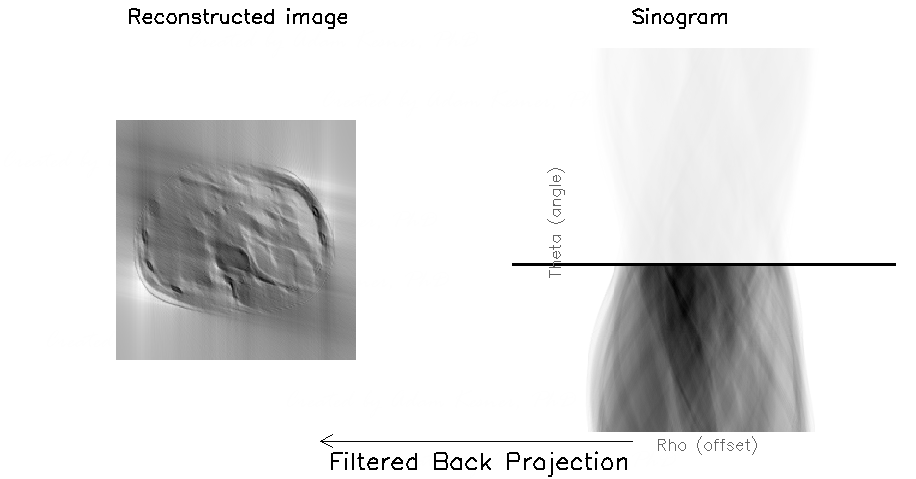 Reconstructed image
Sinogram
Theta (angle)
Rho (offset)
Filtered Back Projection